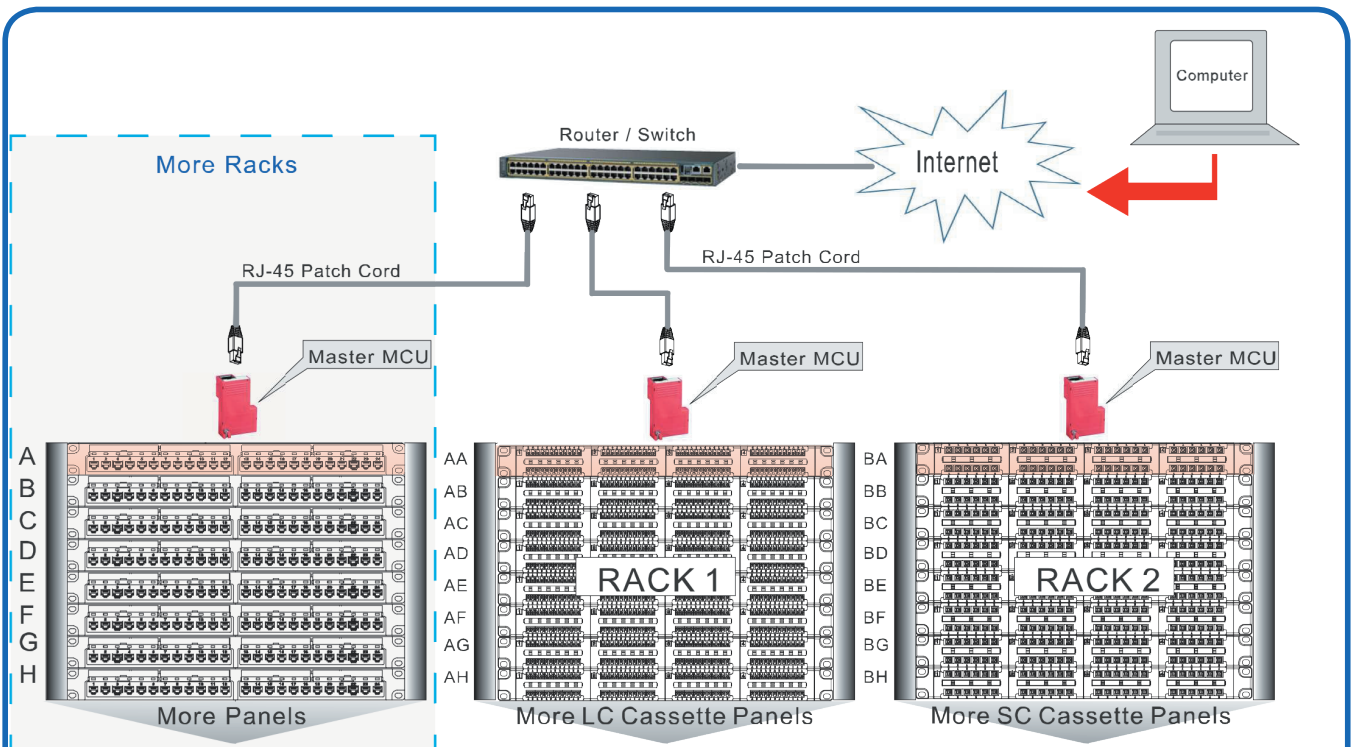 Computer
Router / Switch
Internet
More Racks
RJ-45 Patch Cord
RJ-45 Patch Cord
Master MCU
Master MCU
Master MCU
A
B
C
D
E
F
G
H
AA
AB
AC
AD
AE
AF
AG
AH
RACK 1
BA
BB
BC
BD
BE
BF
BG
BH
RACK 2
More Panels
More LC Cassette Panels
More SC Cassette Panels